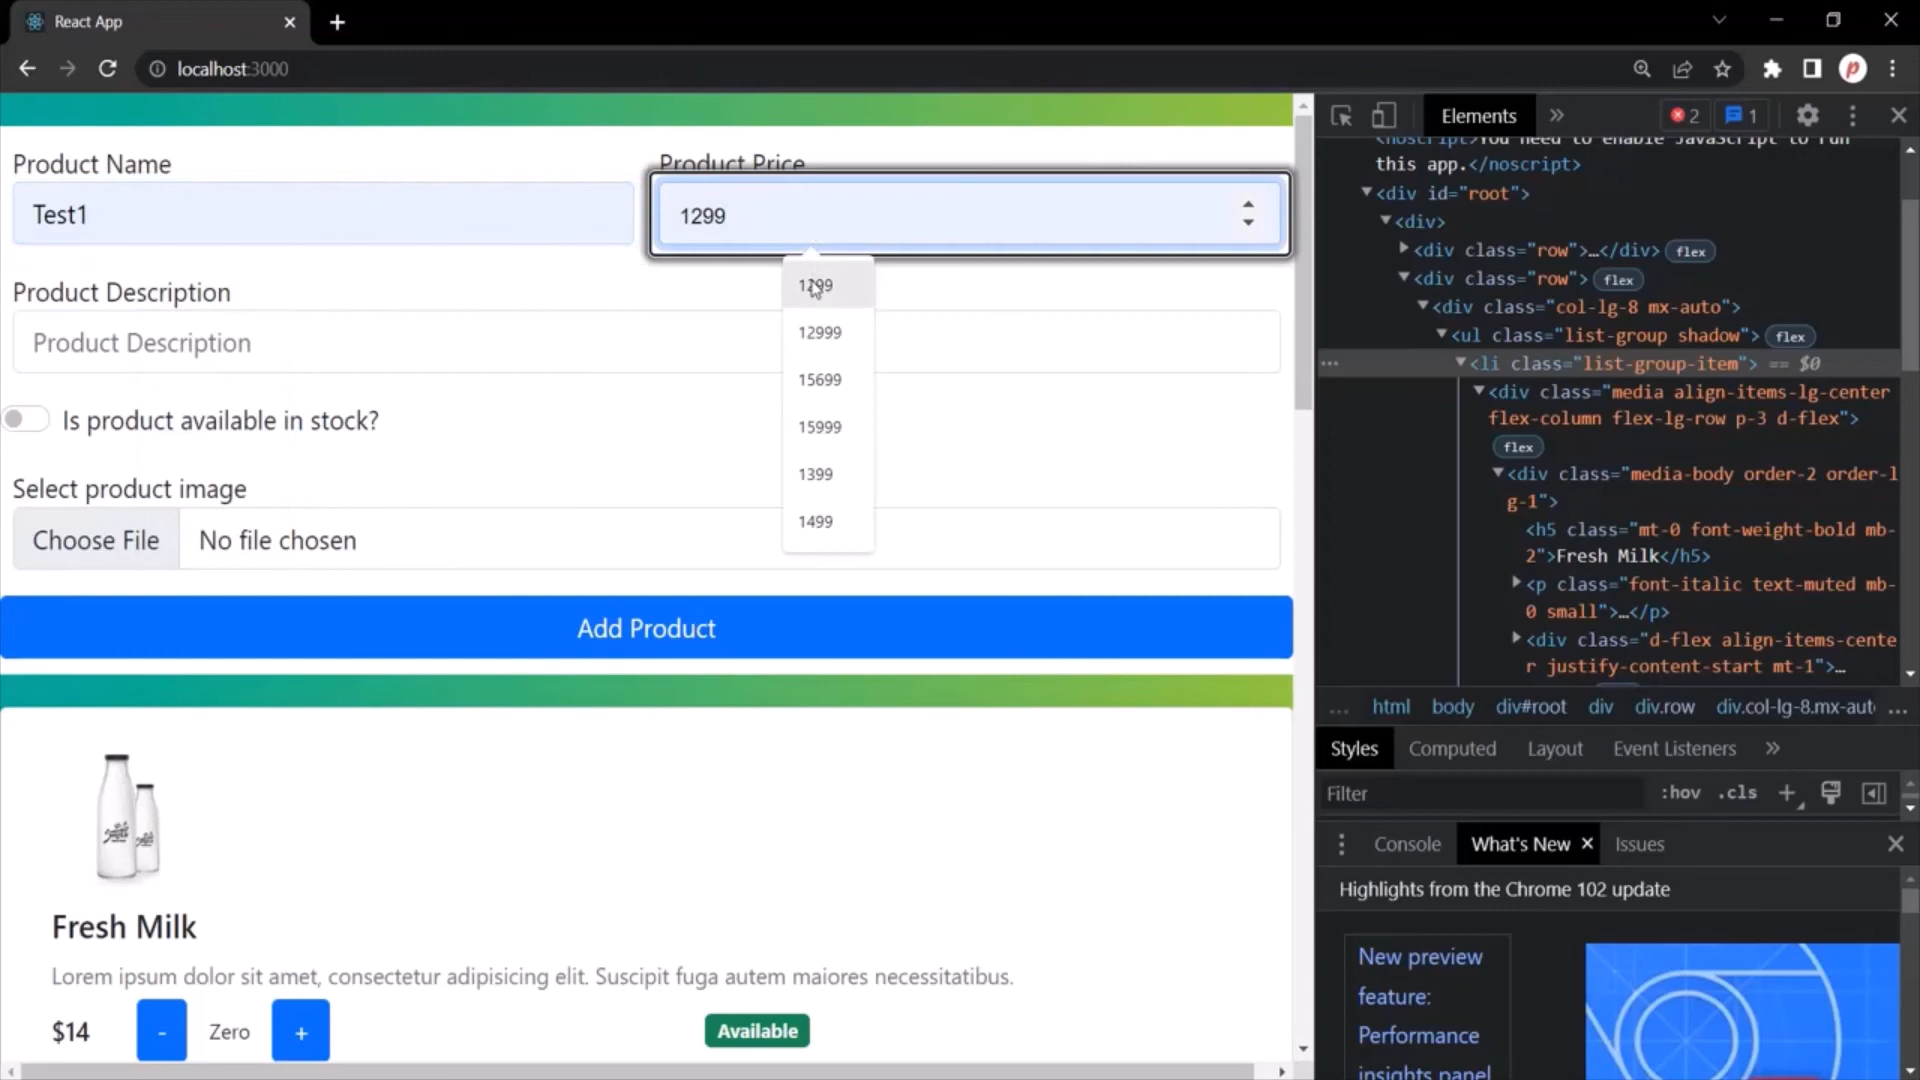 React App
localhost:3000
Product Name
Product Price
Test1
1299
1299
12999
15699
15999
1399
1499
Product Description
Product Description
Is product available in stock?
Select product image
Choose File
No file chosen
Add Product
Fresh Milk
Lorem ipsum dolor sit amet, consectetur adipisicing elit. Suscipit fuga autem maiores necessitatibus.
$14
-
Zero
+
Available
Elements
2
1
<noscript>You need to enable JavaScript to run
this app.</noscript>
<div id="root">
<div>
<div class="row">…</div> flex
<div class="row"> flex
<div class="col-lg-8 mx-auto">
<ul class="list-group shadow"> flex
<li class="list-group-item"> == $0
<div class="media align-items-lg-center
flex-column flex-lg-row p-3 d-flex">
flex
<div class="media-body order-2 order-l
g-1">
<h5 class="mt-0 font-weight-bold mb-
2">Fresh Milk</h5>
<p class="font-italic text-muted mb-
0 small">…</p>
<div class="d-flex align-items-cente
r justify-content-start mt-1">…
... html body div#root div div.row div.col-lg-8.mx-aut ...
Styles Computed Layout Event Listeners
Filter
:hov .cls
Console What's New Issues
Highlights from the Chrome 102 update
New preview
feature:
Performance
insights panel